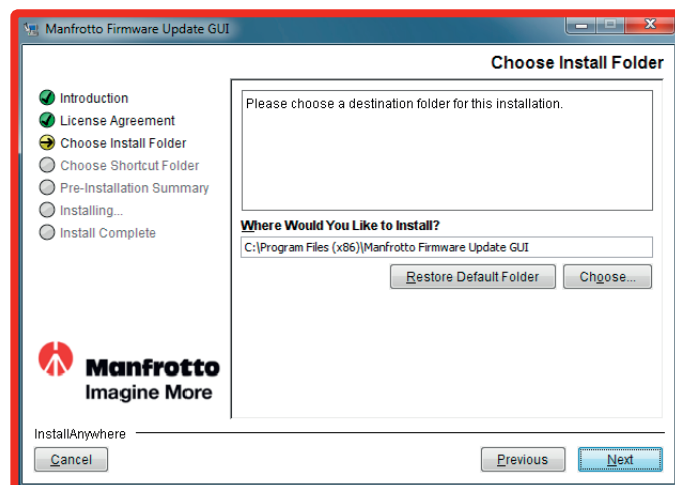 Manfrotto Firmware Update GUI
Choose Install Folder
Introduction
License Agreement
Choose Install Folder
Choose Shortcut Folder
Pre-Installation Summary
Installing...
Install Complete
Please choose a destination folder for this installation.
Where Would You Like to Install?
C:\Program Files (x86)\Manfrotto Firmware Update GUI
Restore Default Folder
Choose...
Manfrotto
Imagine More
InstallAnywhere
Cancel
Previous
Next